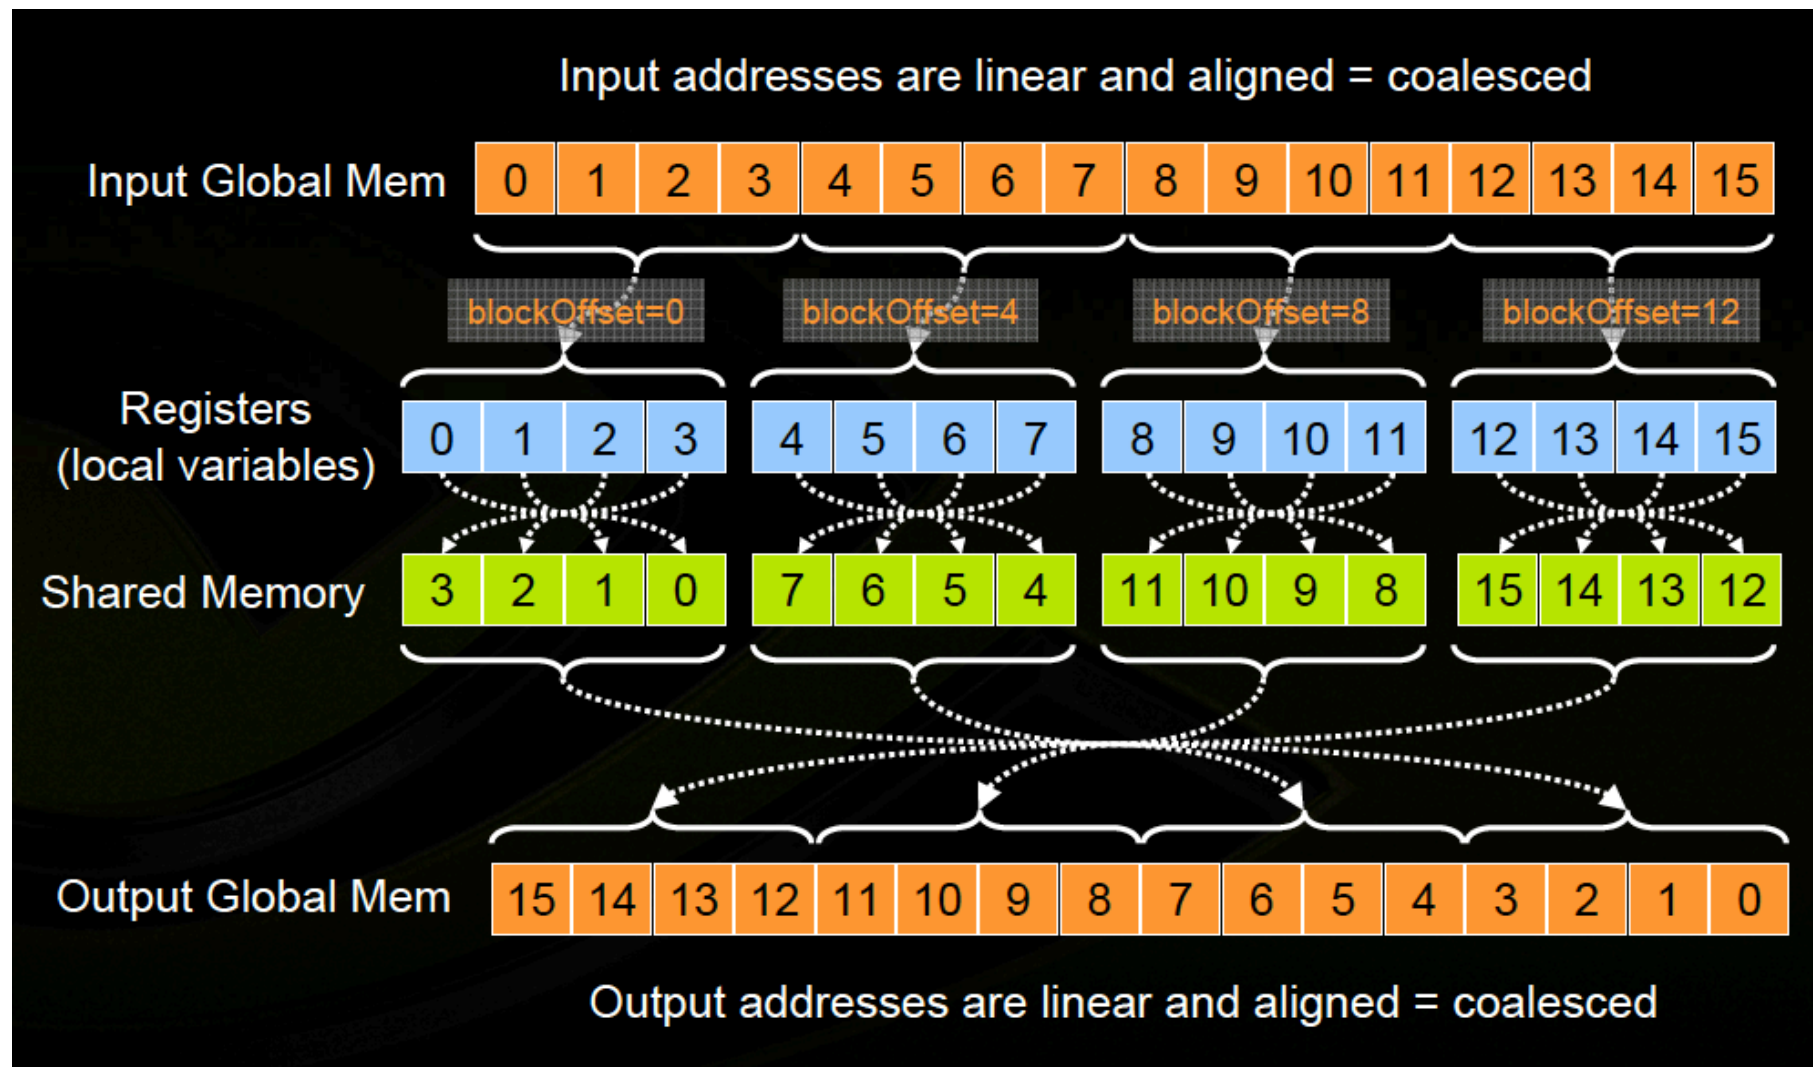 Input addresses are linear and aligned = coalesced
Input Global Mem 0 1 2 3 4 5 6 7 8 9 10 11 12 13 14 15
blockOffset=0 blockOffset=4 blockOffset=8 blockOffset=12
Registers
(local variables) 0 1 2 3 4 5 6 7 8 9 10 11 12 13 14 15
Shared Memory 3 2 1 0 7 6 5 4 11 10 9 8 15 14 13 12
Output Global Mem 15 14 13 12 11 10 9 8 7 6 5 4 3 2 1 0
Output addresses are linear and aligned = coalesced